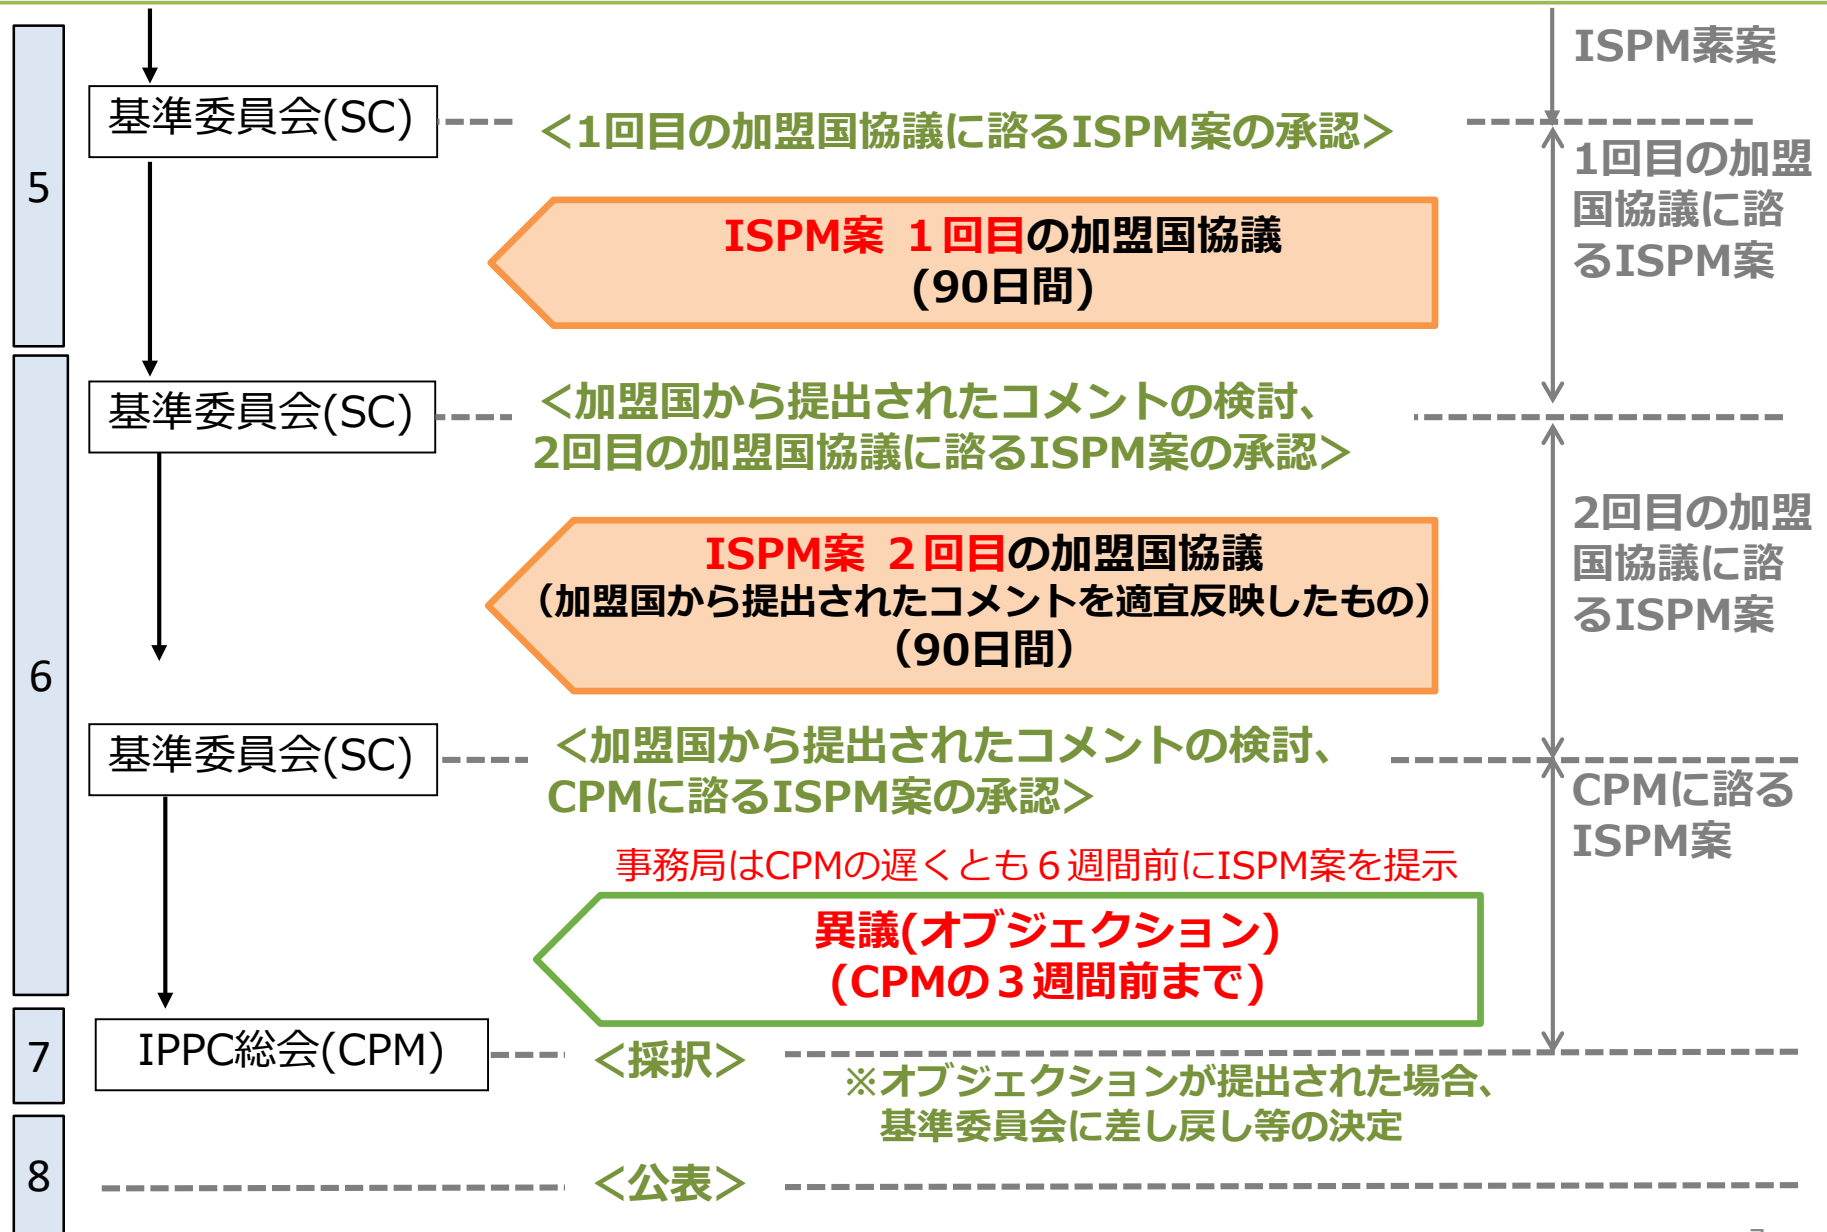 ISPM素案
5
基準委員会(SC)
＜1回目の加盟国協議に諮るISPM案の承認＞
1回目の加盟
国協議に諮
るISPM案
ISPM案 １回目の加盟国協議
(90日間)
6
基準委員会(SC)
＜加盟国から提出されたコメントの検討、
2回目の加盟国協議に諮るISPM案の承認＞
2回目の加盟
国協議に諮
るISPM案
ISPM案 ２回目の加盟国協議
（加盟国から提出されたコメントを適宜反映したもの）
（90日間）
基準委員会(SC)
＜加盟国から提出されたコメントの検討、
CPMに諮るISPM案の承認＞
CPMに諮る
ISPM案
事務局はCPMの遅くとも６週間前にISPM案を提示
異議(オブジェクション)
(CPMの３週間前まで)
7
IPPC総会(CPM)
＜採択＞
※オブジェクションが提出された場合、
基準委員会に差し戻し等の決定
8
＜公表＞